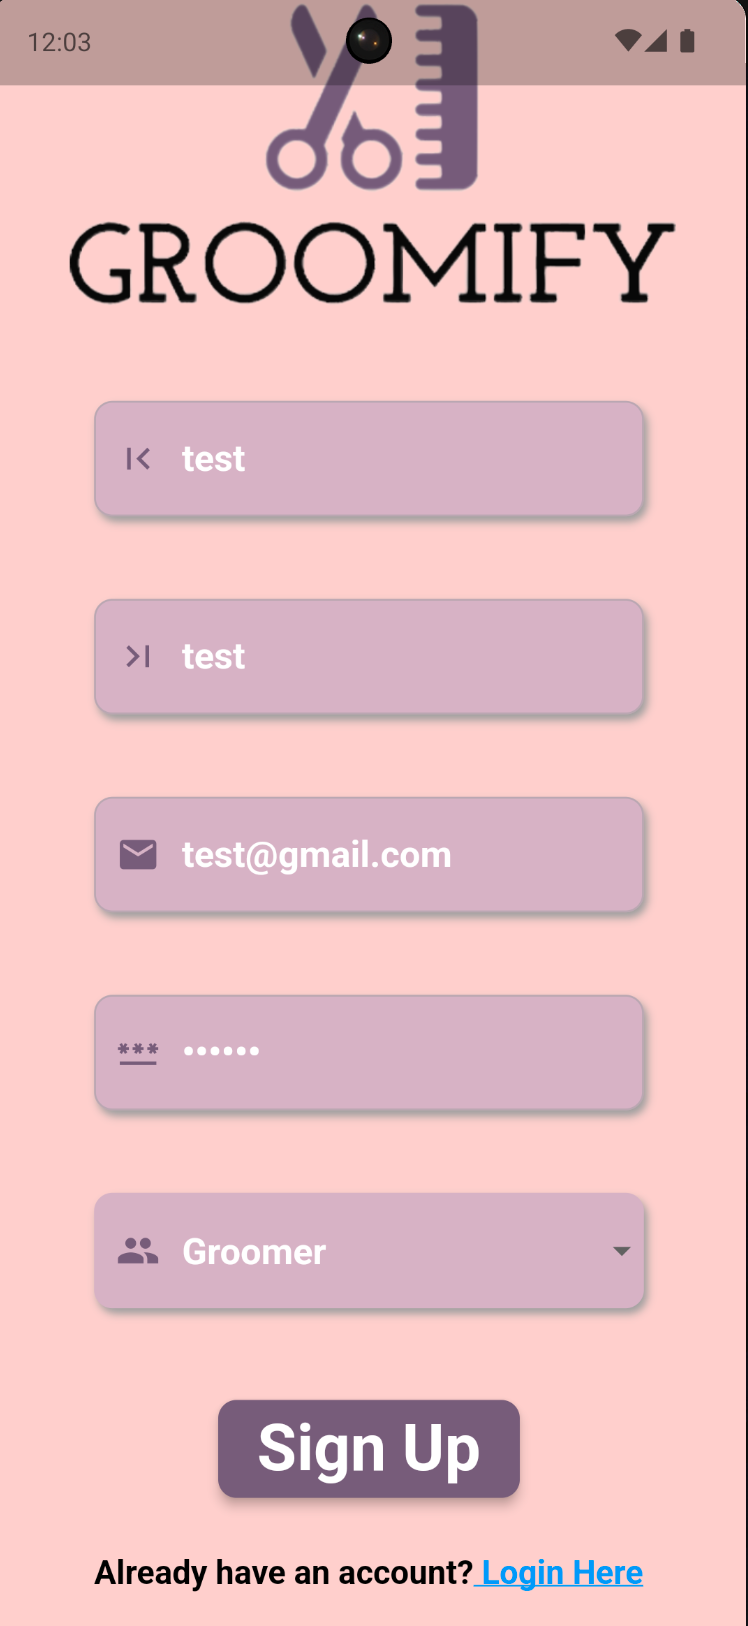 12:03
GROOMIFY
test
test
test@gmail.com
***
••••••
Groomer
Sign Up
Already have an account? Login Here